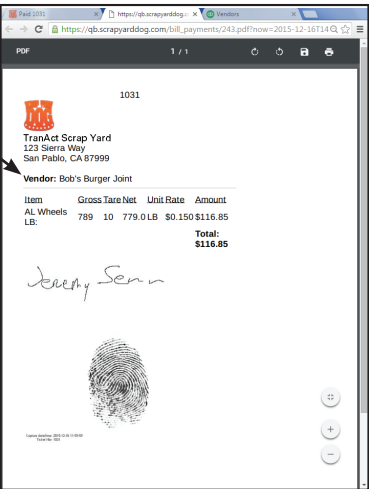 Paid 1031
https://qb.scrapyarddog.c
Vendors
https://qb.scrapyarddog.com/bill_payments/243.pdf?now=2015-12-16T14
PDF
1 / 1
1031
TranAct Scrap Yard
123 Sierra Way
San Pablo, CA 87999
Vendor: Bob's Burger Joint
Item Gross Tare Net Unit Rate Amount
AL Wheels
LB: 789 10 779.0 LB $0.150 $116.85
Total:
$116.85
Jeremy